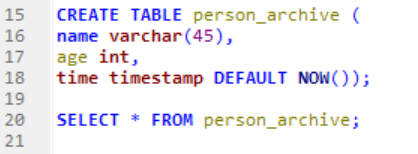 15 CREATE TABLE person_archive (
16 name varchar(45),
17 age int,
18 time timestamp DEFAULT NOW());
19
20 SELECT * FROM person_archive;
21